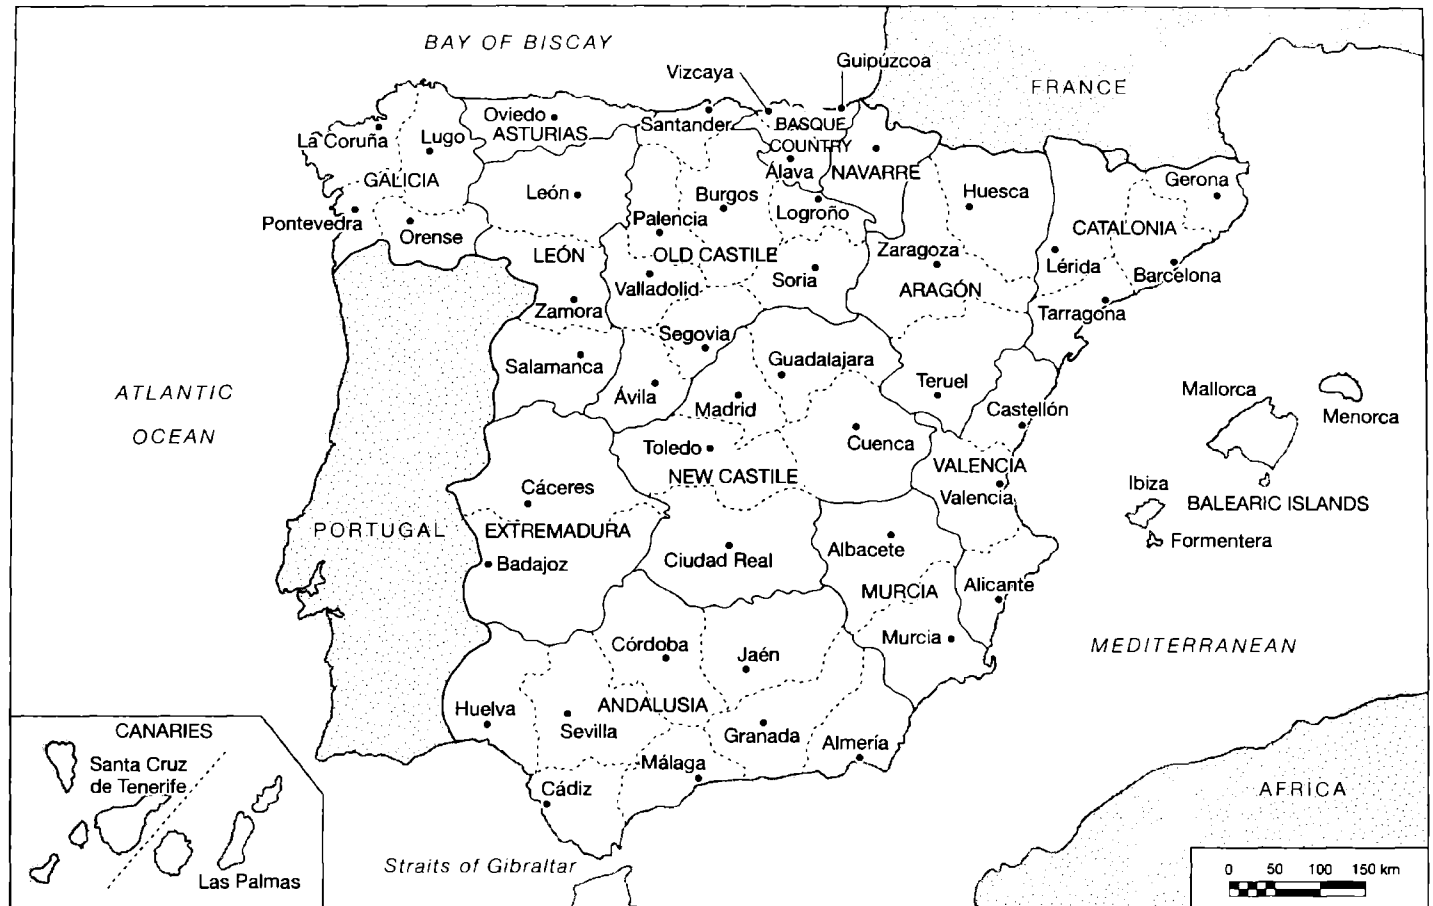 BAY OF BISCAY
Guipúzcoa
Vizcaya
FRANCE
Oviedo
ASTURIAS
Santander
BASQUE
COUNTRY
La Coruña
Lugo
Álava
NAVARRE
GALICIA
León
Burgos
Logroño
Huesca
Gerona
Pontevedra
Orense
Palencia
CATALONIA
LEÓN
OLD CASTILE
Zaragoza
Lérida
Barcelona
Valladolid
Soria
ARAGÓN
Zamora
Tarragona
Segovia
Salamanca
Guadalajara
Ávila
Madrid
Teruel
Castellón
ATLANTIC
OCEAN
Mallorca
Menorca
Toledo
Cuenca
NEW CASTILE
VALENCIA
Valencia
Ibiza
BALEARIC ISLANDS
Formentera
Cáceres
PORTUGAL
EXTREMADURA
Badajoz
Ciudad Real
Albacete
MURCIA
Alicante
Murcia
MEDITERRANEAN
Córdoba
Jaén
Huelva
ANDALUSIA
Sevilla
Granada
Almería
Málaga
Cádiz
CANARIES
Santa Cruz
de Tenerife
Las Palmas
Straits of Gibraltar
AFRICA
0 50 100 150 km